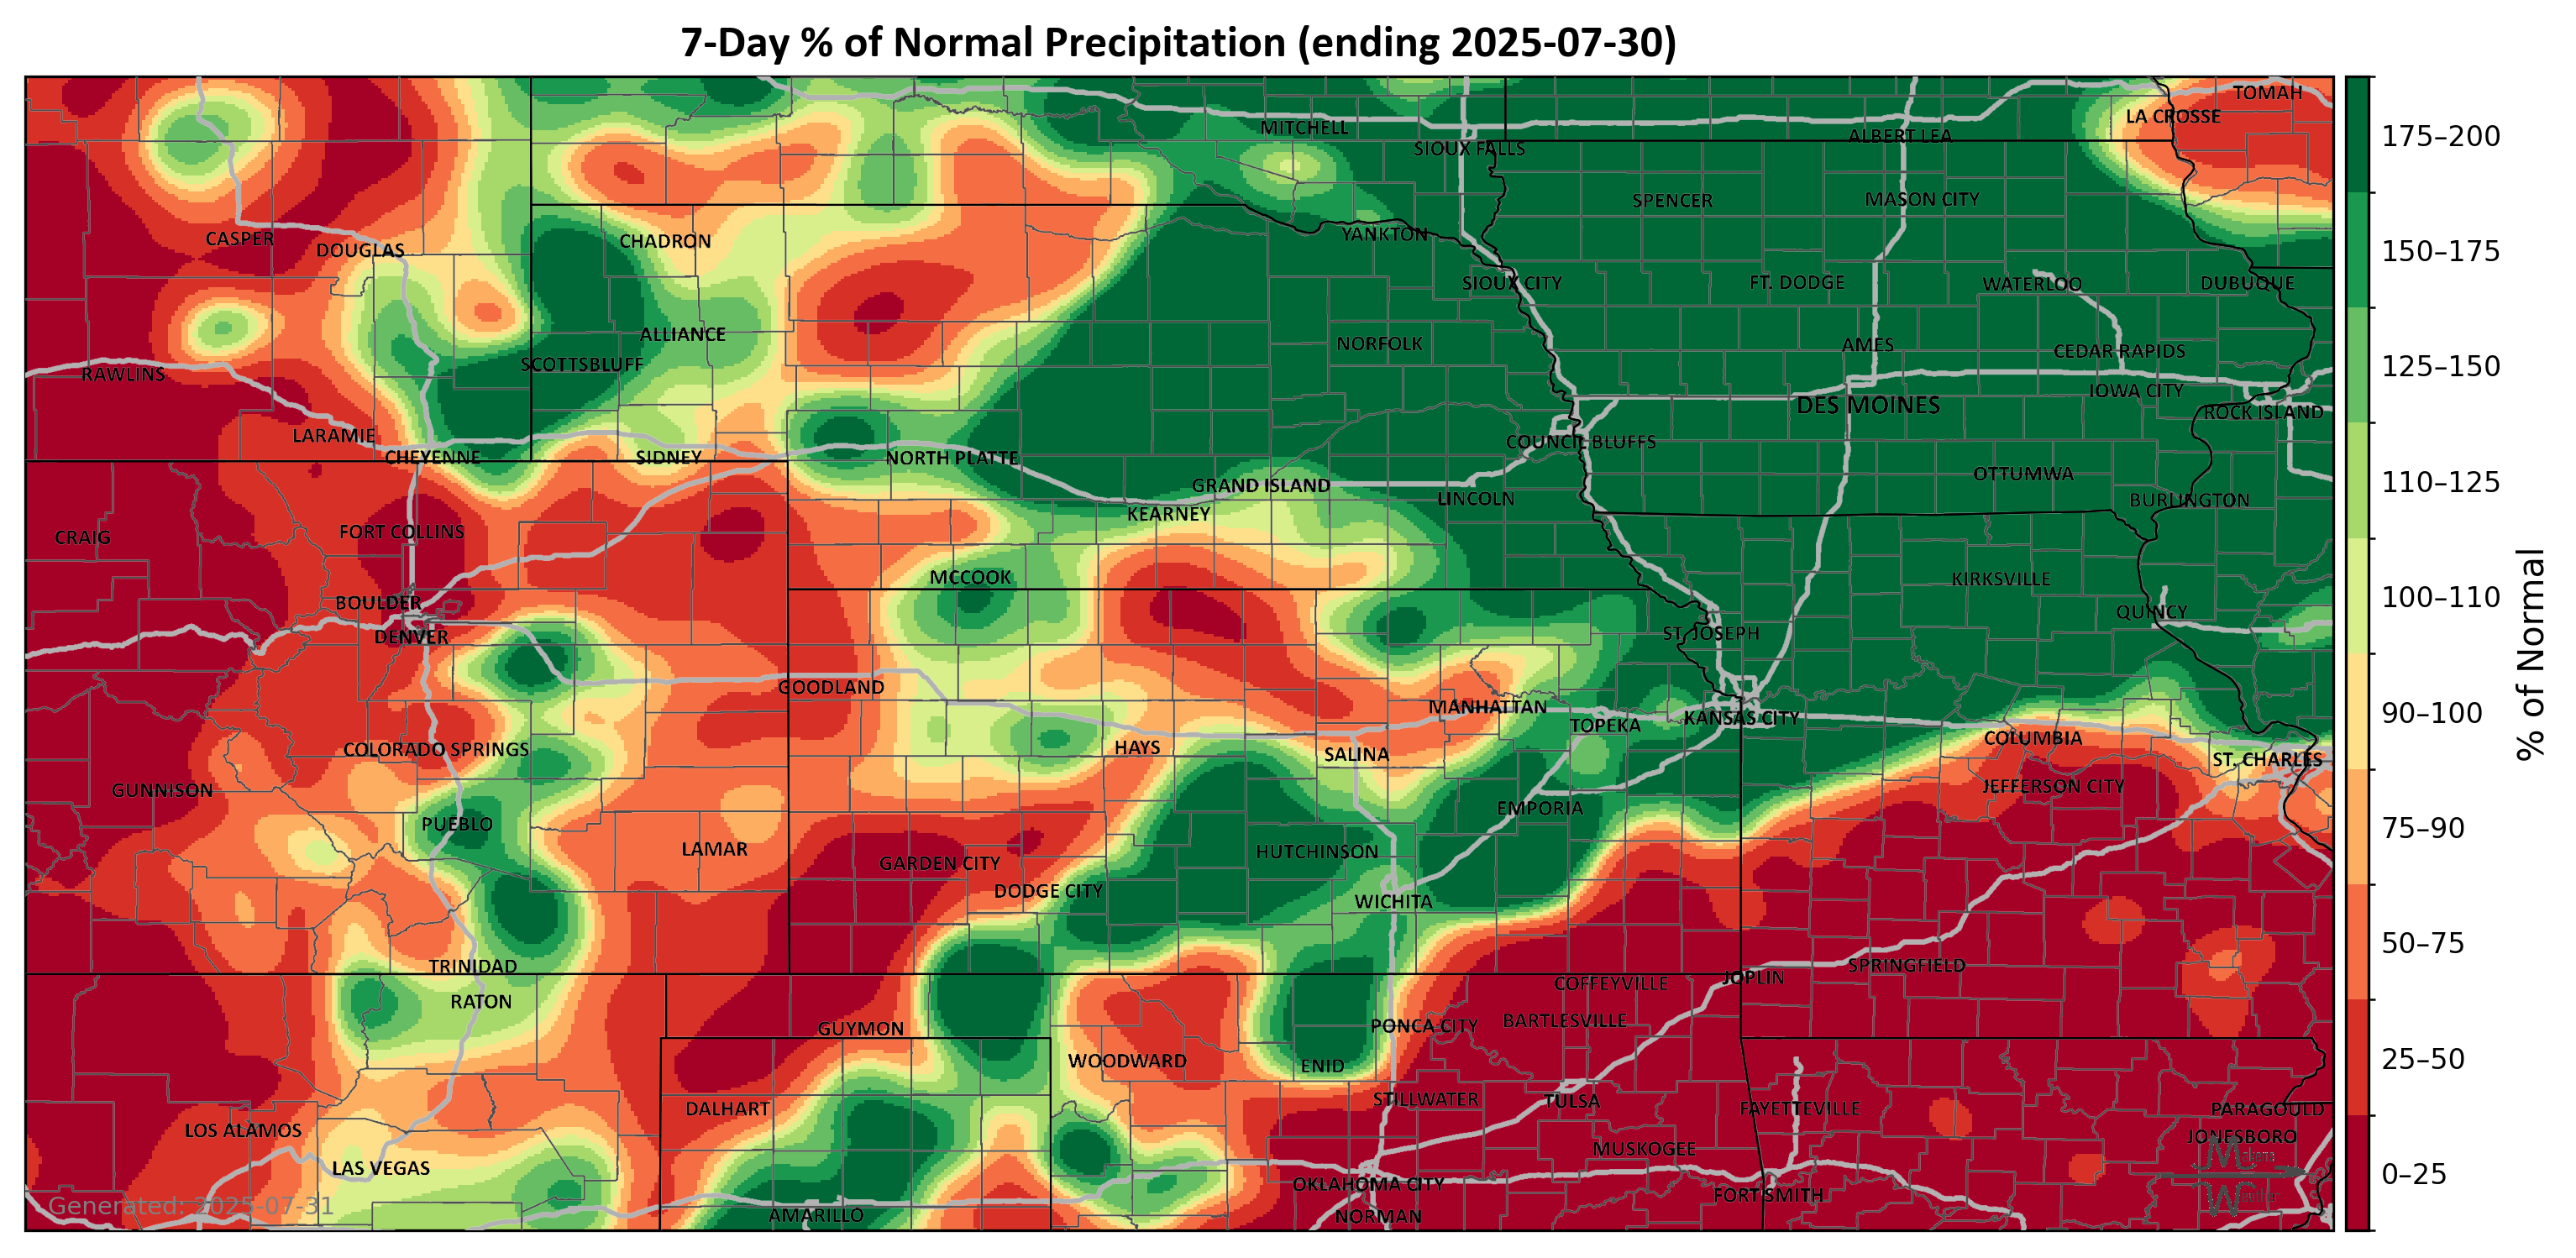 7-Day % of Normal Precipitation (ending 2025-07-30)
TOMAH
LA CROSSE
MITCHELL
ALBERT LEA
SIOUX FALLS
SPENCER
MASON CITY
YANKTON
CASPER
DOUGLAS
CHADRON
SIOUX CITY
FT. DODGE
WATERLOO
DUBUQUE
ALLIANCE
NORFOLK
AMES
CEDAR RAPIDS
SCOTTSBLUFF
RAWLINS
IOWA CITY
DES MOINES
ROCK ISLAND
LARAMIE
COUNCIL BLUFFS
CHEYENNE
SIDNEY
NORTH PLATTE
OTTUMWA
GRAND ISLAND
LINCOLN
BURLINGTON
KEARNEY
FORT COLLINS
CRAIG
MCCOOK
KIRKSVILLE
BOULDER
QUINCY
DENVER
ST. JOSEPH
GOODLAND
MANHATTAN
TOPEKA
KANSAS CITY
COLUMBIA
COLORADO SPRINGS
HAYS
SALINA
ST. CHARLES
GUNNISON
JEFFERSON CITY
EMPORIA
PUEBLO
LAMAR
HUTCHINSON
GARDEN CITY
DODGE CITY
WICHITA
TRINIDAD
SPRINGFIELD
JOPLIN
COFFEYVILLE
RATON
GUYMON
PONCA CITY
BARTLESVILLE
WOODWARD
ENID
STILLWATER
TULSA
DALHART
FAYETTEVILLE
PARAGOULD
LOS ALAMOS
JONESBORO
MUSKOGEE
LAS VEGAS
OKLAHOMA CITY
FORT SMITH
AMARILLO
NORMAN
Generated: 2025-07-31
175–200
150–175
125–150
110–125
100–110
90–100
75–90
50–75
25–50
0–25
% of Normal